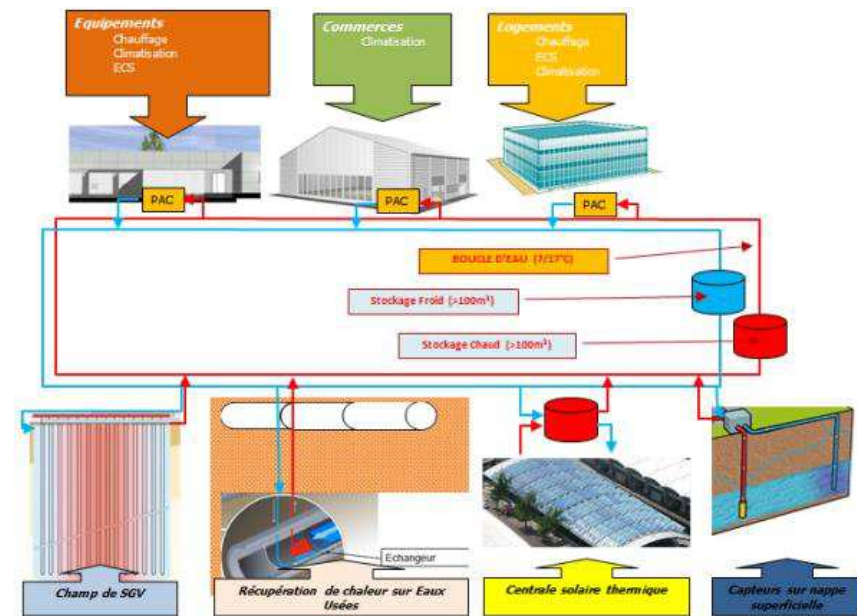 Equipements
Chauffage
Climatisation
ECS
Commerces
Climatisation
Logements
Chauffage
ECS
Climatisation
PAC
PAC
PAC
BOUCLE D'EAU (7/17°C)
Stockage Froid (>100m³)
Stockage Chaud (>100m³)
Echangeur
Champ de SGV
Récupération de chaleur sur Eaux
Usées
Centrale solaire thermique
Capteurs sur nappe
superficielle